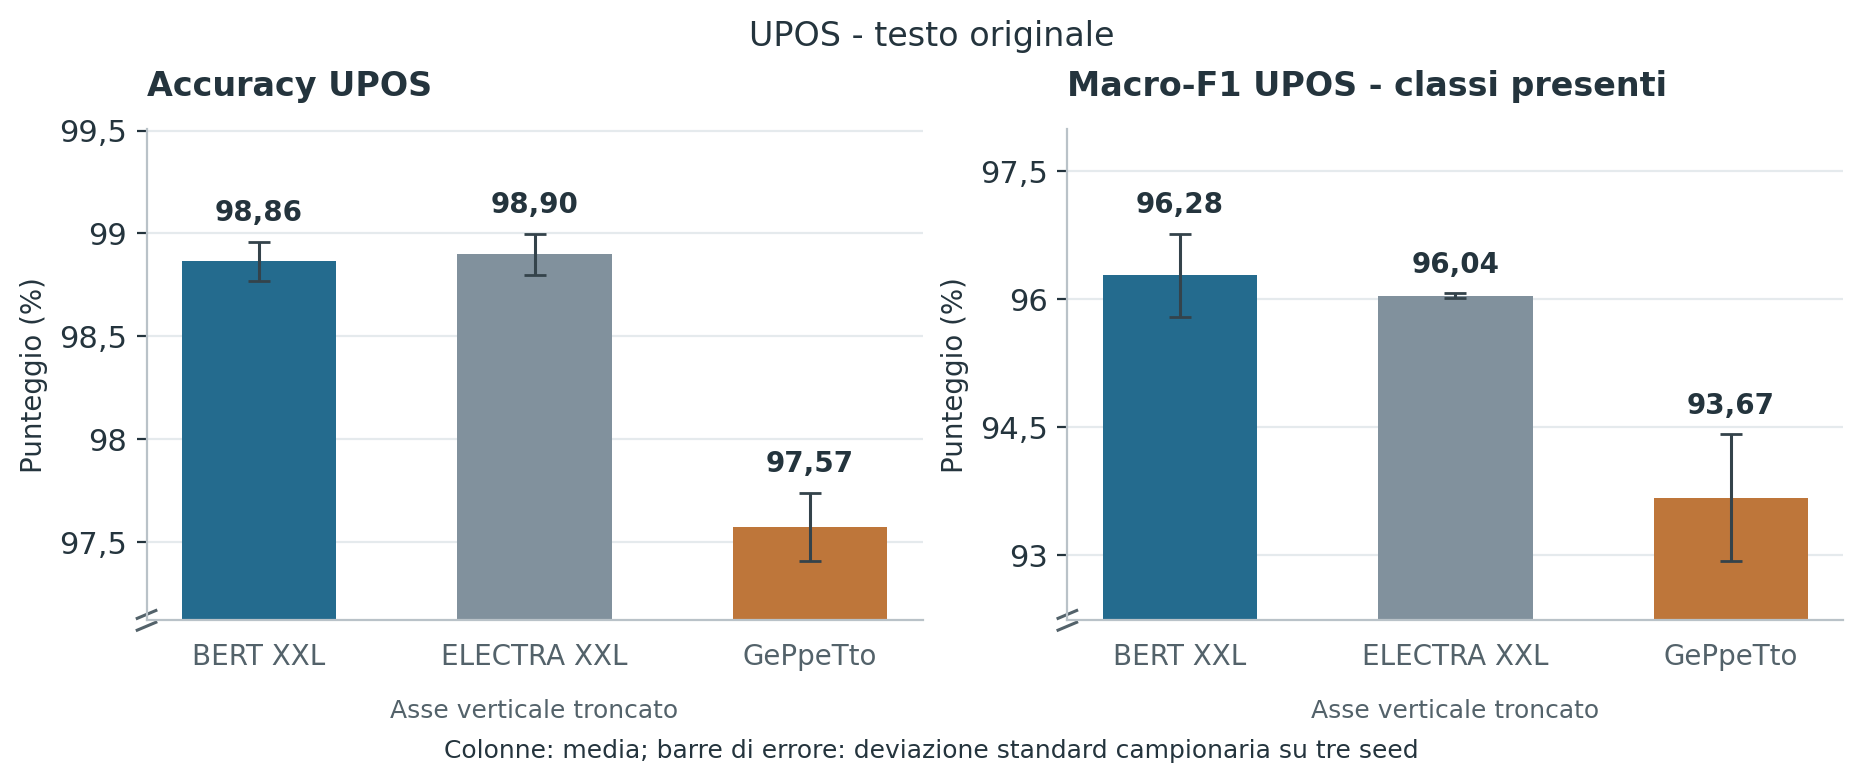 UPOS - testo originale
Accuracy UPOS
Punteggio (%)
99,5
99
98,5
98
97,5
98,86
98,90
97,57
BERT XXL
ELECTRA XXL
GePpeTto
Asse verticale troncato
Macro-F1 UPOS - classi presenti
Punteggio (%)
97,5
96
94,5
93
96,28
96,04
93,67
BERT XXL
ELECTRA XXL
GePpeTto
Asse verticale troncato
Colonne: media; barre di errore: deviazione standard campionaria su tre seed